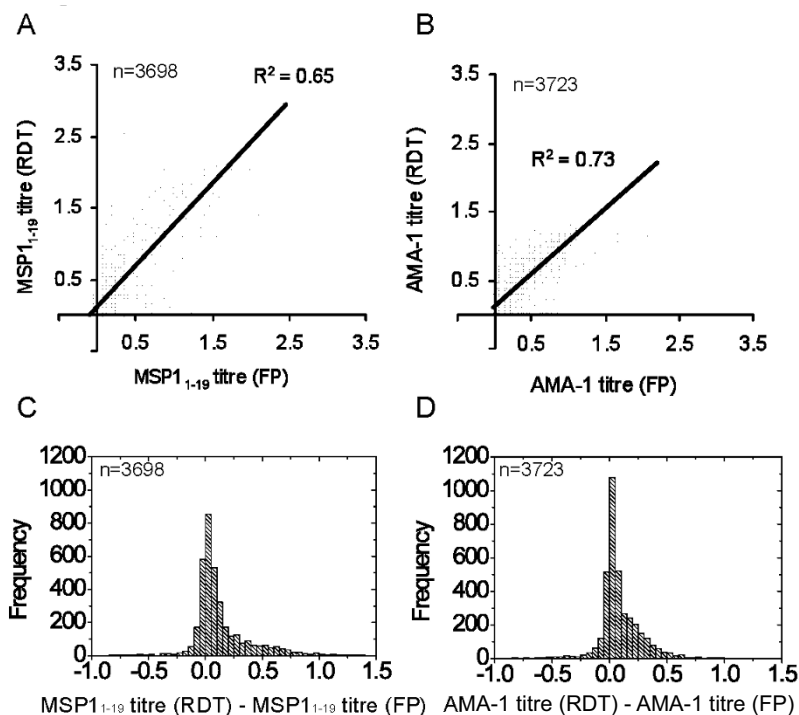 A
3.5
n=3698
R² = 0.65
2.5
1.5
0.5
0.5 1.5 2.5 3.5
MSP1₁₋₁₉ titre (RDT)
MSP1₁₋₁₉ titre (FP)
B
3.5
n=3723
2.5
R² = 0.73
1.5
0.5
0.5 1.5 2.5 3.5
AMA-1 titre (RDT)
AMA-1 titre (FP)
C
1200
n=3698
1000
800
600
400
200
0
-1.0 -0.5 0.0 0.5 1.0 1.5
Frequency
MSP1₁₋₁₉ titre (RDT) - MSP1₁₋₁₉ titre (FP)
D
1200
n=3723
1000
800
600
400
200
0
-1.0 -0.5 0.0 0.5 1.0 1.5
Frequency
AMA-1 titre (RDT) - AMA-1 titre (FP)